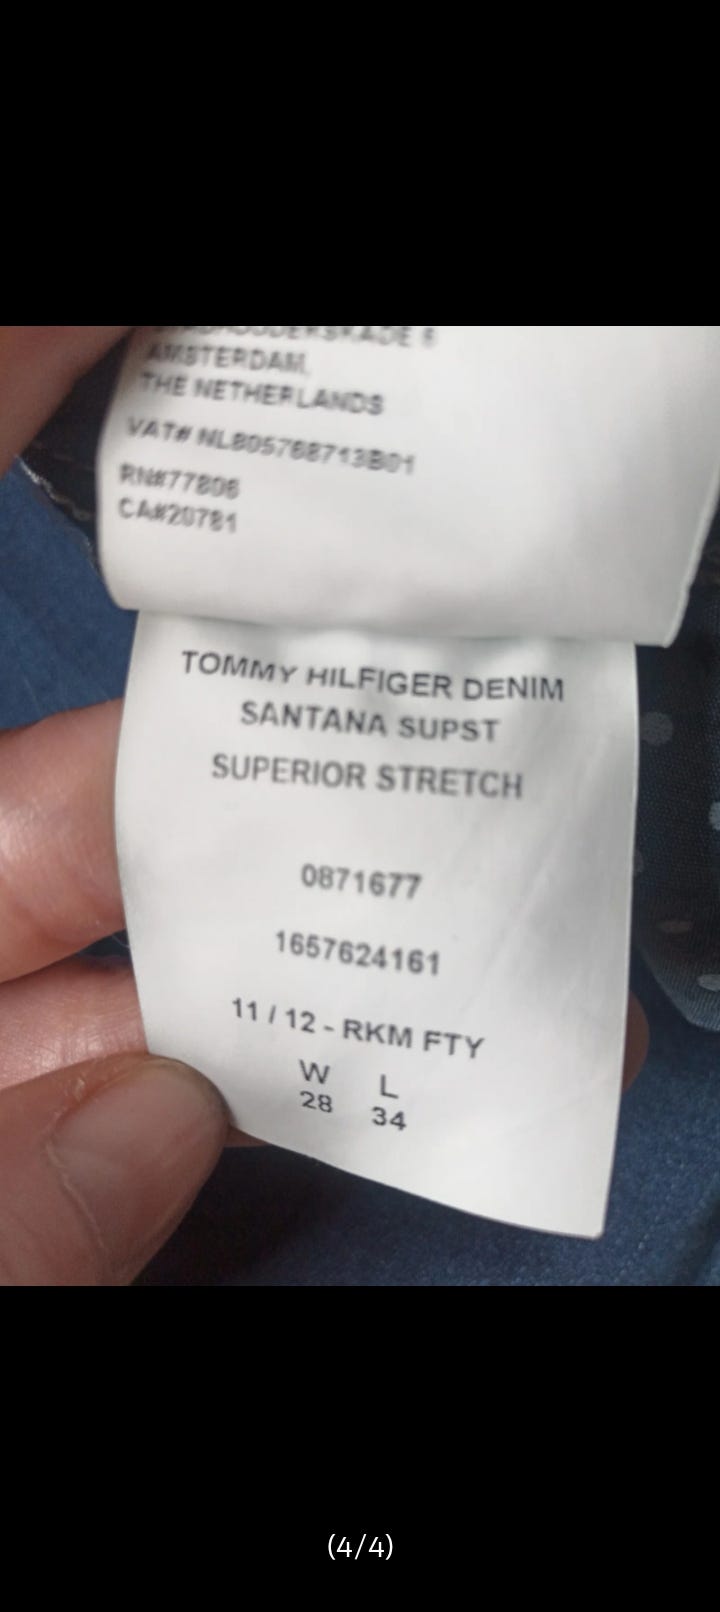 AMSTERDAM,
THE NETHERLANDS
VAT# NL805768713B01
RN#77806
CA#20781
TOMMY HILFIGER DENIM
SANTANA SUPST
SUPERIOR STRETCH
0871677
1657624161
11 / 12 - RKM FTY
W L
28 34
(4/4)